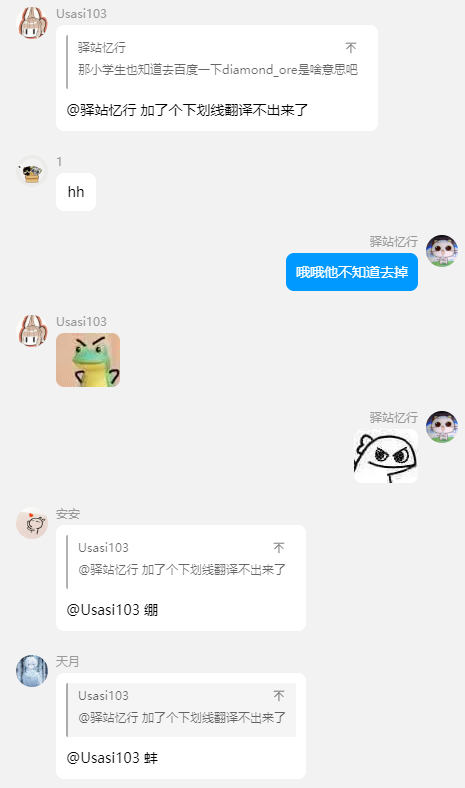 Usasi103
驿站忆行
那小学生也知道去百度一下diamond_ore是啥意思吧
@驿站忆行 加了个下划线翻译不出来了
1
hh
驿站忆行
哦哦他不知道去掉
Usasi103
驿站忆行
安安
Usasi103
@驿站忆行 加了个下划线翻译不出来了
@Usasi103 绷
天月
Usasi103
@驿站忆行 加了个下划线翻译不出来了
@Usasi103 蚌